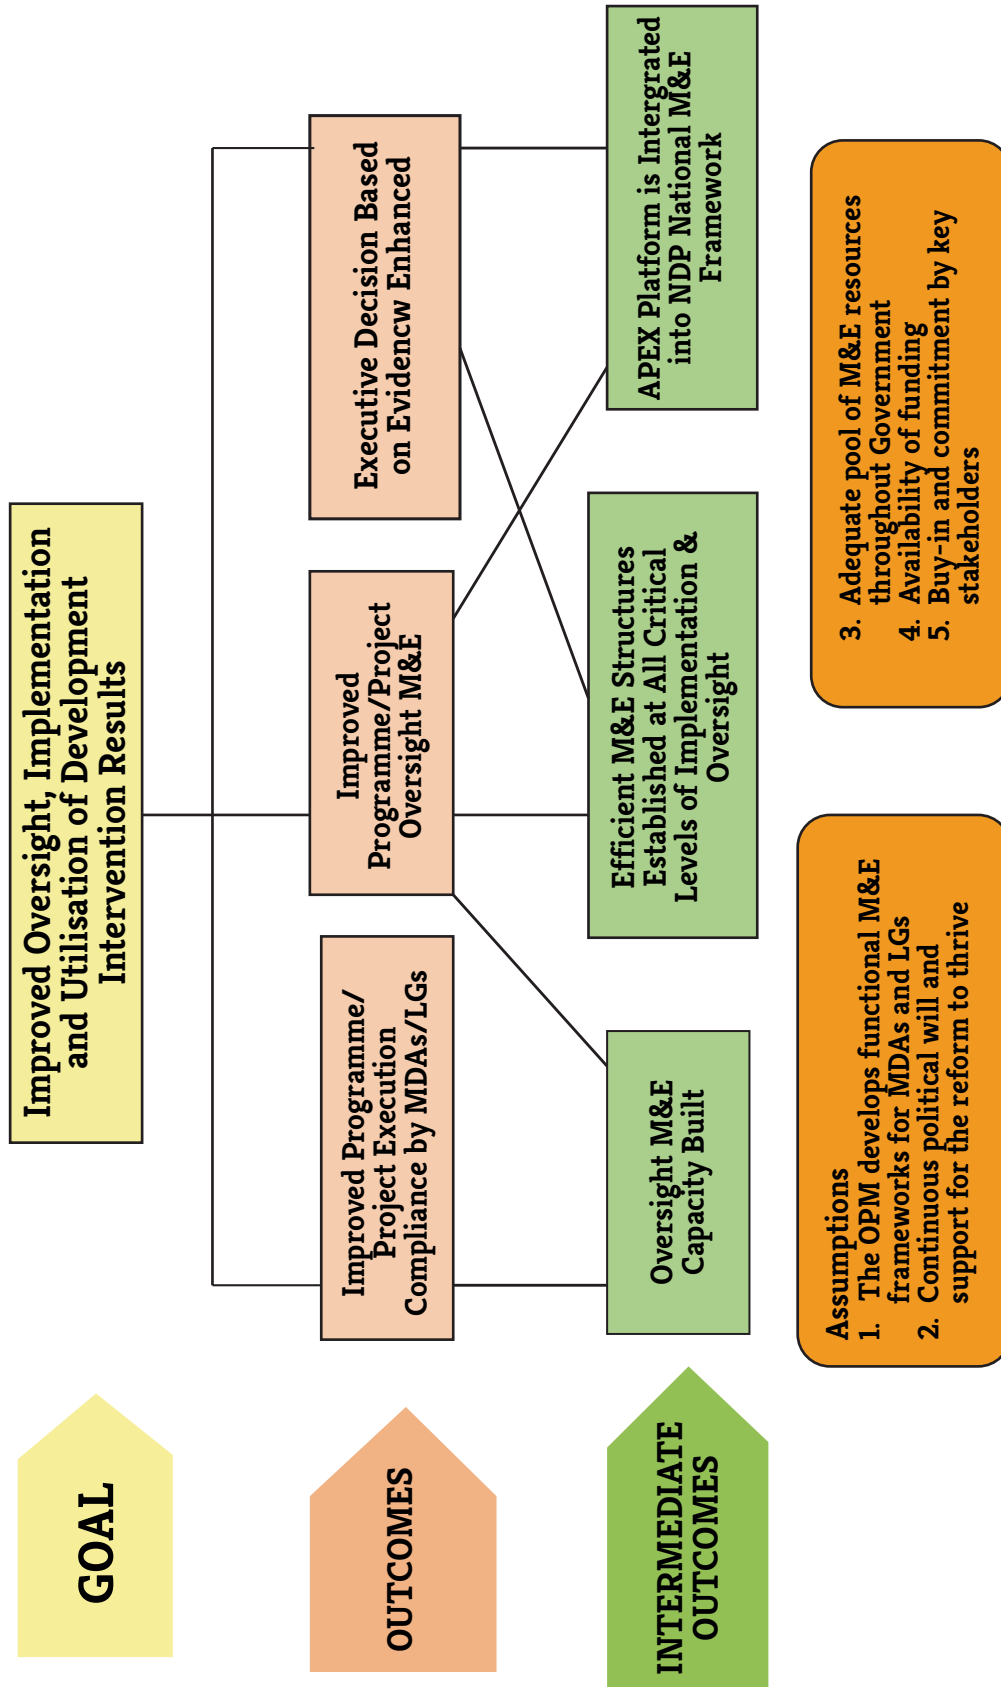 GOAL
Improved Oversight, Implementation
and Utilisation of Development
Intervention Results
OUTCOMES
Improved Programme/
Project Execution
Compliance by MDAs/LGs
Improved
Programme/Project
Oversight M&E
Executive Decision Based
on Evidencw Enhanced
INTERMEDIATE
OUTCOMES
Oversight M&E
Capacity Built
Efficient M&E Structures
Established at All Critical
Levels of Implementation &
Oversight
APEX Platform is Intergrated
into NDP National M&E
Framework
Assumptions
1. The OPM develops functional M&E
frameworks for MDAs and LGs
2. Continuous political will and
support for the reform to thrive
3. Adequate pool of M&E resources
throughout Government
4. Availability of funding
5. Buy-in and commitment by key
stakeholders